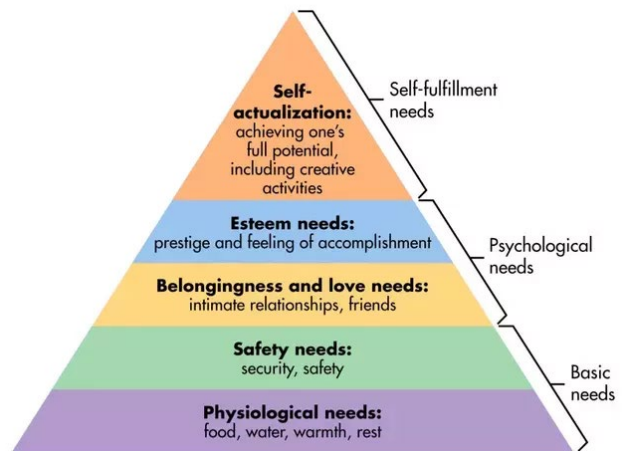 Self-
actualization:
achieving one's
full potential,
including creative
activities
Self-fulfillment
needs
Esteem needs:
prestige and feeling of accomplishment
Psychological
needs
Belongingness and love needs:
intimate relationships, friends
Safety needs:
security, safety
Basic
needs
Physiological needs:
food, water, warmth, rest